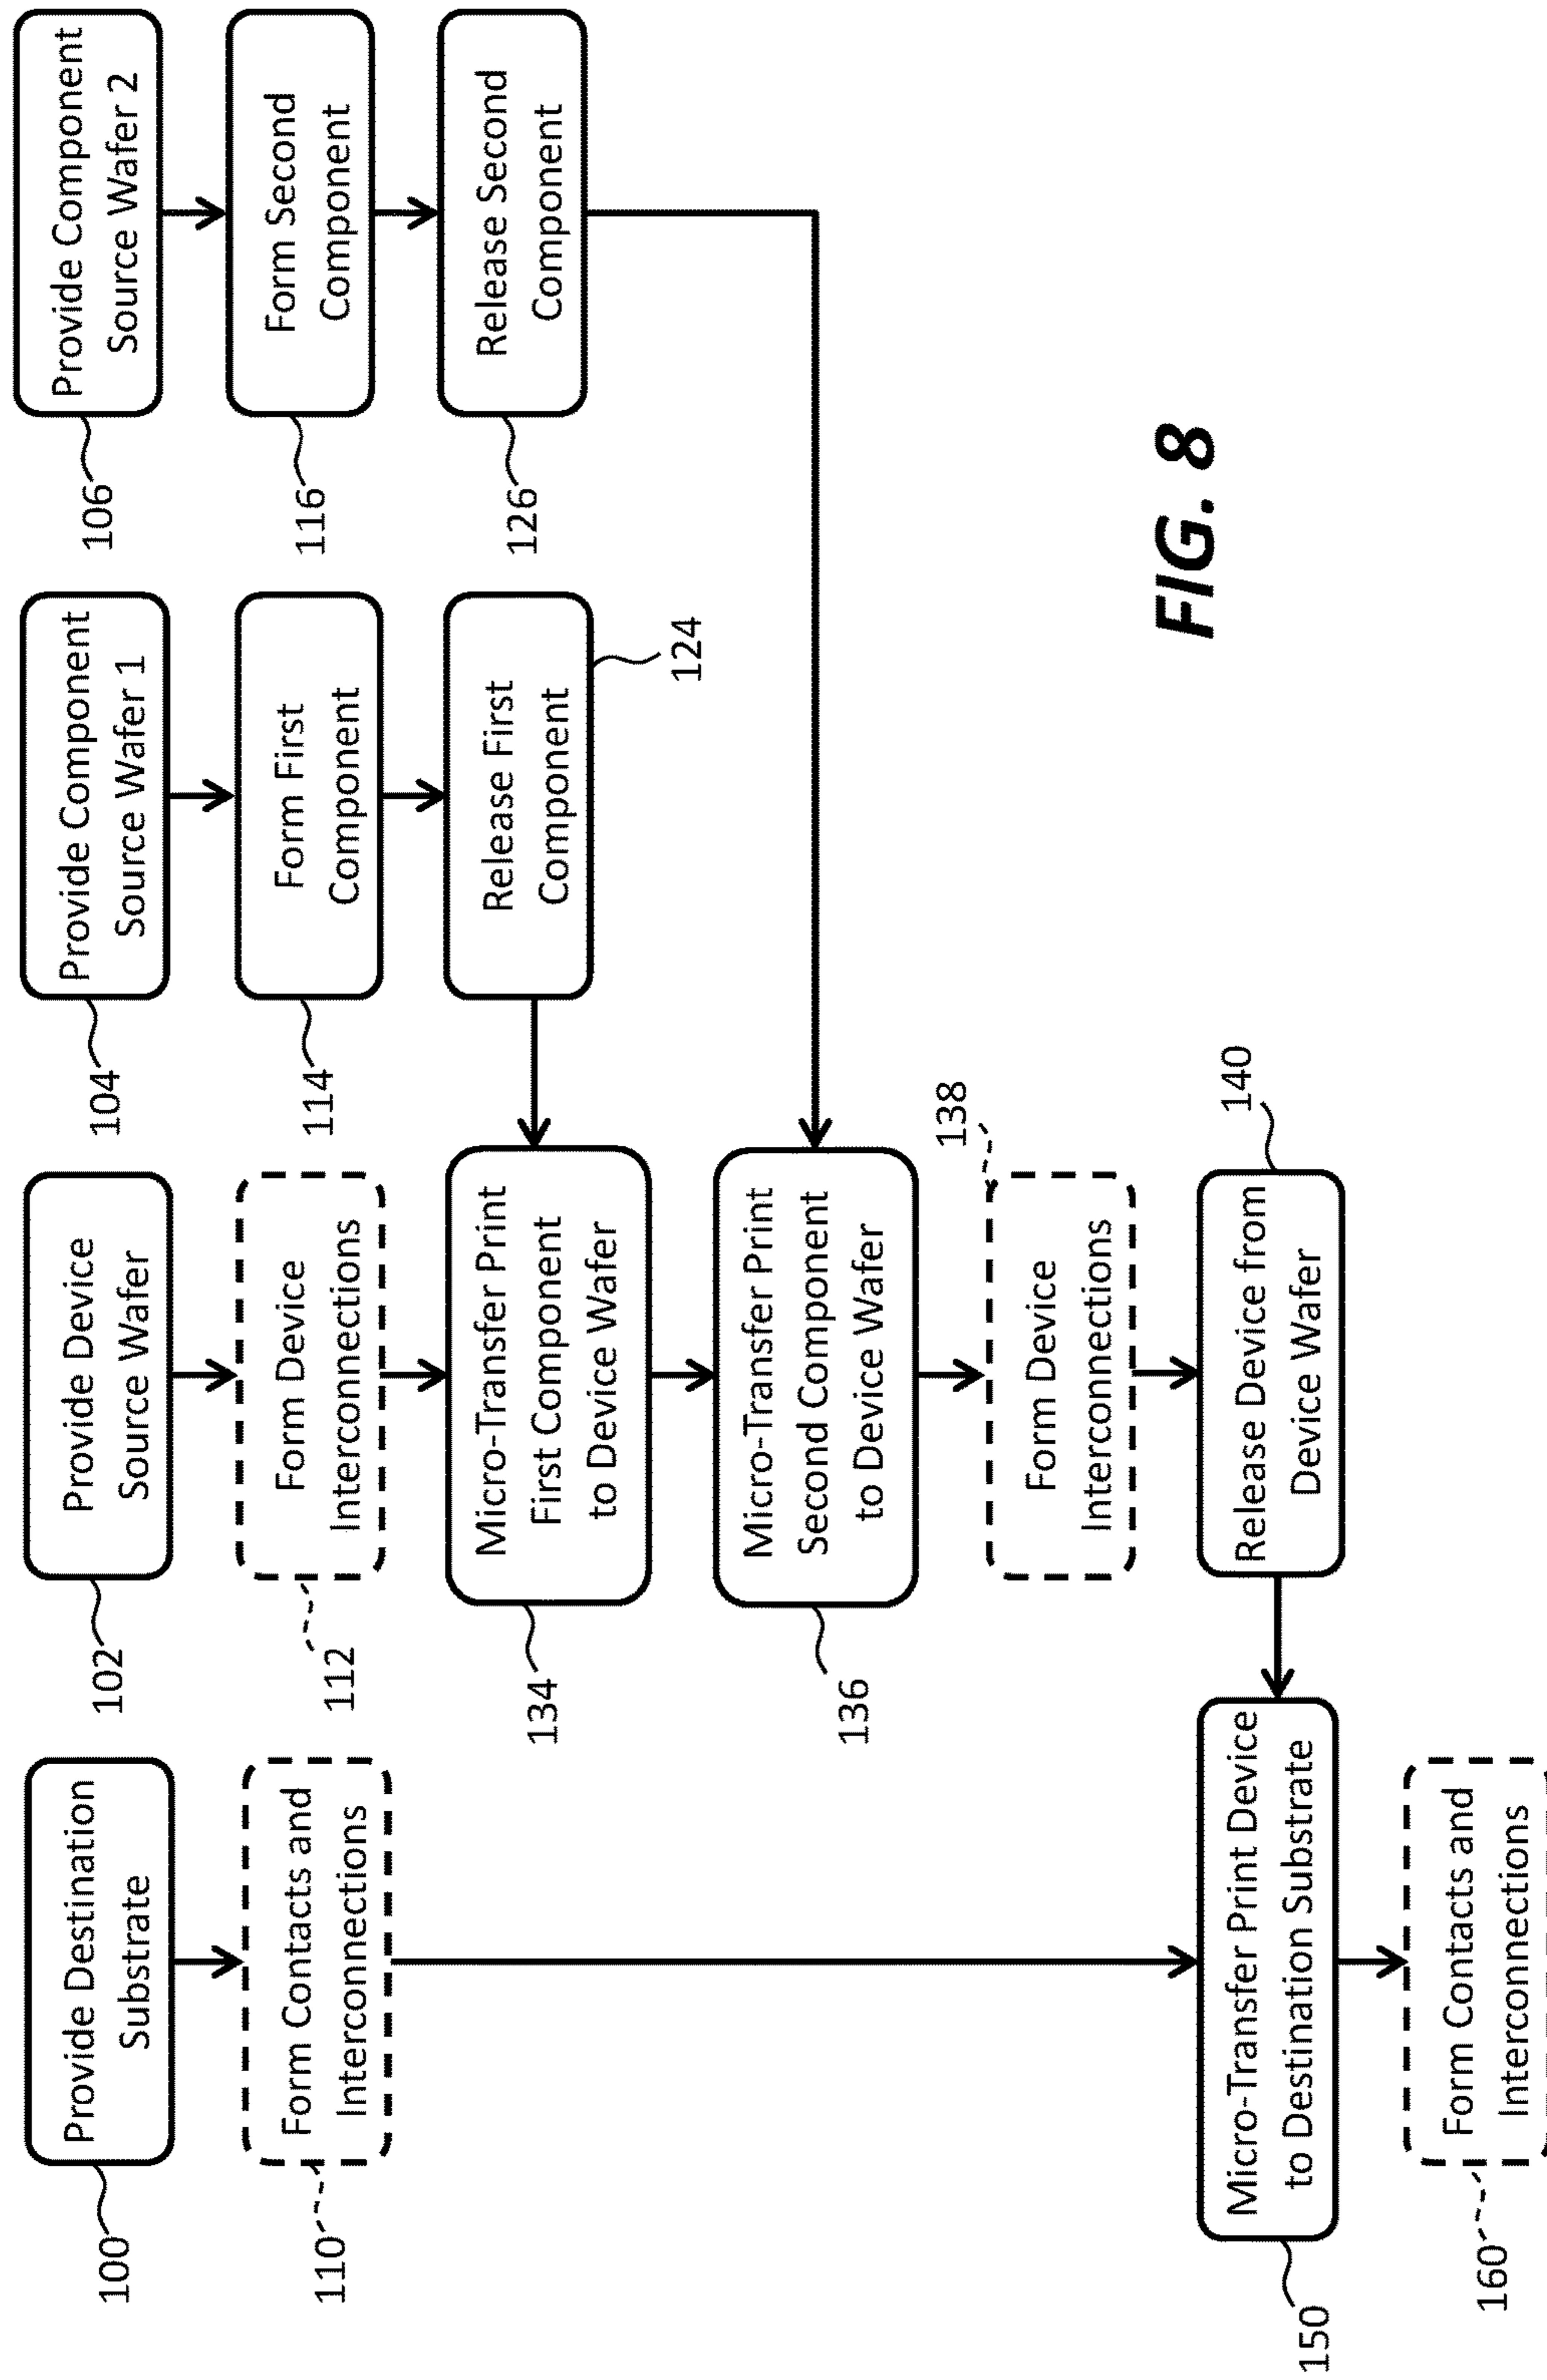 Provide Destination
Substrate
100
Form Contacts and
Interconnections
110
Provide Device
Source Wafer
102
Form Device
Interconnections
112
Provide Component
Source Wafer 1
104
Form First
Component
114
Release First
Component
124
Provide Component
Source Wafer 2
106
Form Second
Component
116
Release Second
Component
126
Micro-Transfer Print
First Component
to Device Wafer
134
Micro-Transfer Print
Second Component
to Device Wafer
136
Form Device
Interconnections
138
Release Device from
Device Wafer
140
Micro-Transfer Print Device
to Destination Substrate
150
Form Contacts and
Interconnections
160
FIG. 8